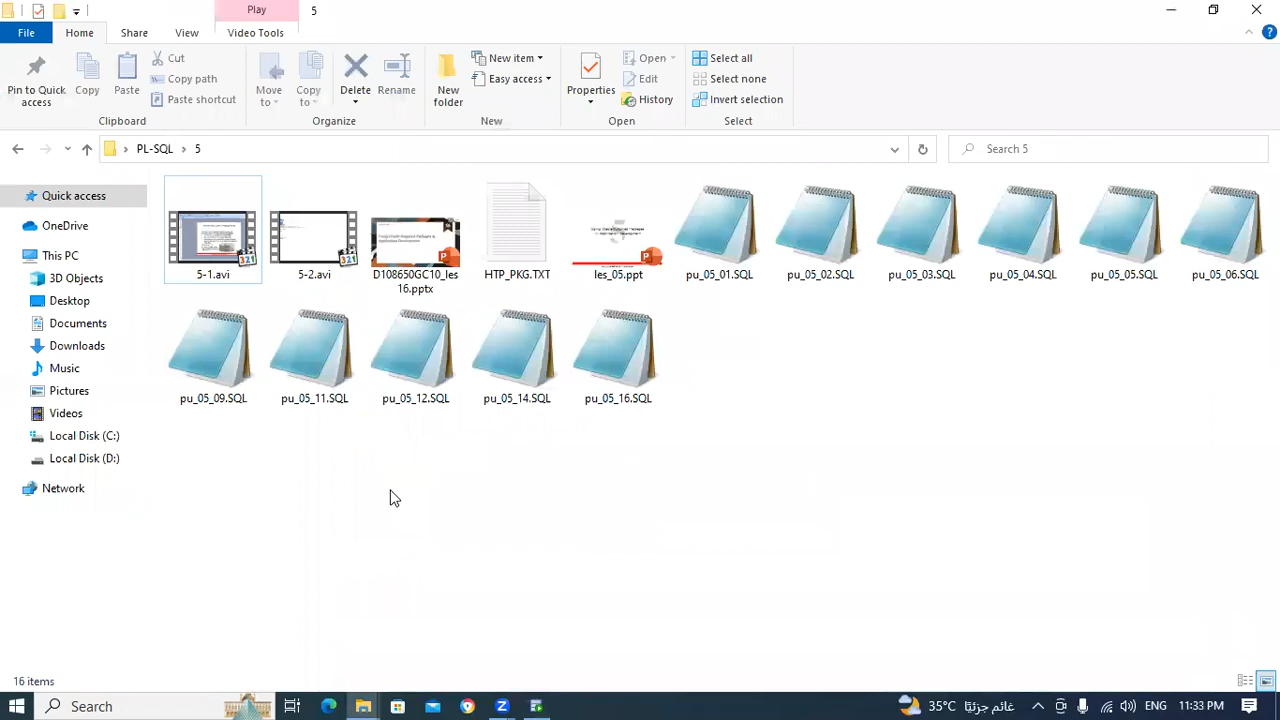 Play
5
File
Home
Share
View
Video Tools
Pin to Quick access
Copy
Paste
Cut
Copy path
Paste shortcut
Clipboard
Move to
Copy to
Delete
Rename
Organize
New folder
New item
Easy access
New
Properties
Open
Edit
History
Open
Select all
Select none
Invert selection
Select
PL-SQL
5
Search 5
Quick access
OneDrive
This PC
3D Objects
Desktop
Documents
Downloads
Music
Pictures
Videos
Local Disk (C:)
Local Disk (D:)
Network
5-1.avi
5-2.avi
D108650GC10_les
16.pptx
HTP_PKG.TXT
les_05.ppt
pu_05_01.SQL
pu_05_02.SQL
pu_05_03.SQL
pu_05_04.SQL
pu_05_05.SQL
pu_05_06.SQL
pu_05_09.SQL
pu_05_11.SQL
pu_05_12.SQL
pu_05_14.SQL
pu_05_16.SQL
16 items
Search
35°C غائم جزئيًا
ENG
11:33 PM